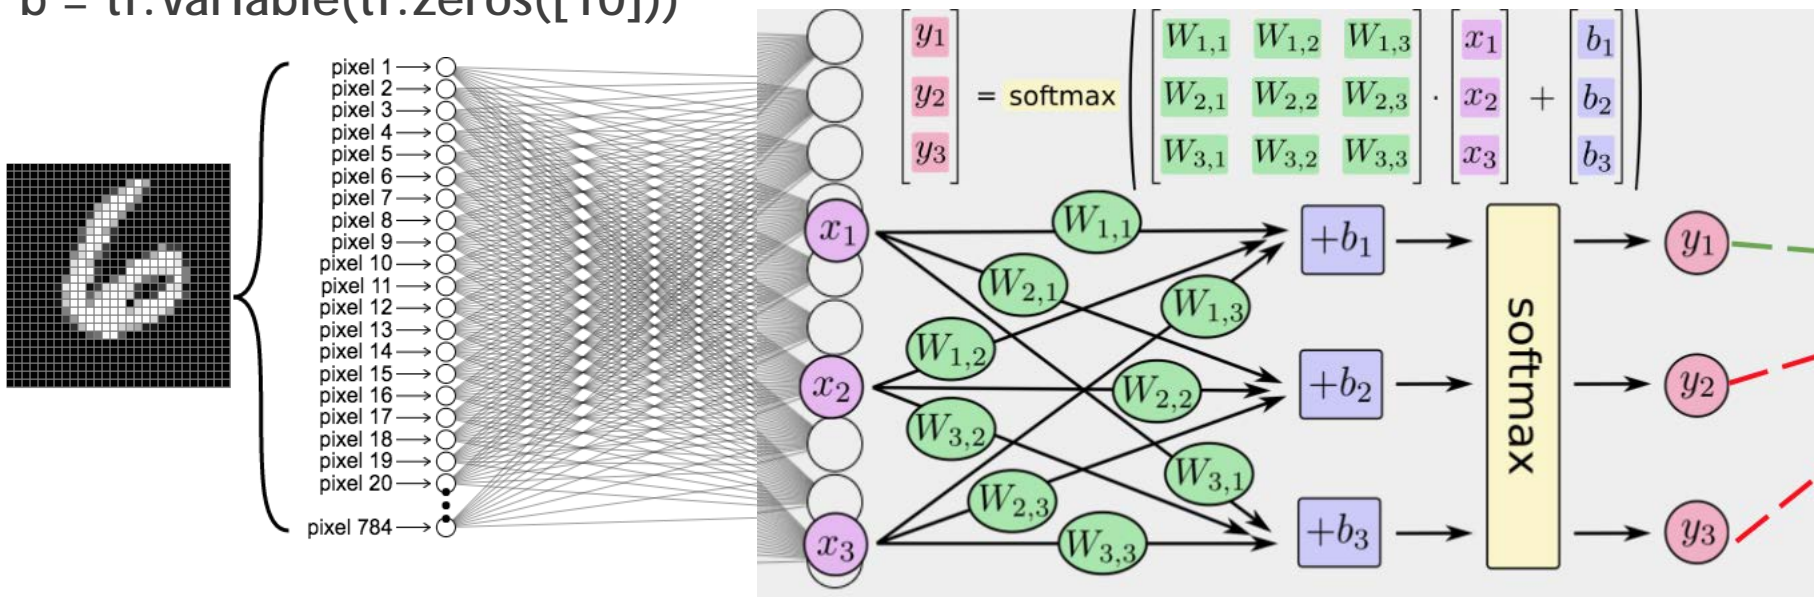 b = tf.Variable(tf.zeros([10]))
pixel 1
pixel 2
pixel 3
pixel 4
pixel 5
pixel 6
pixel 7
pixel 8
pixel 9
pixel 10
pixel 11
pixel 12
pixel 13
pixel 14
pixel 15
pixel 16
pixel 17
pixel 18
pixel 19
pixel 20
pixel 784
y1 W1,1 W1,2 W1,3 x1 b1
y2 = softmax W2,1 W2,2 W2,3 · x2 + b2
y3 W3,1 W3,2 W3,3 x3 b3
x1 W1,1 +b1 y1
W2,1 W1,3
W1,2
x2 W2,2 +b2 softmax y2
W3,2
W3,1
W2,3
x3 W3,3 +b3 y3